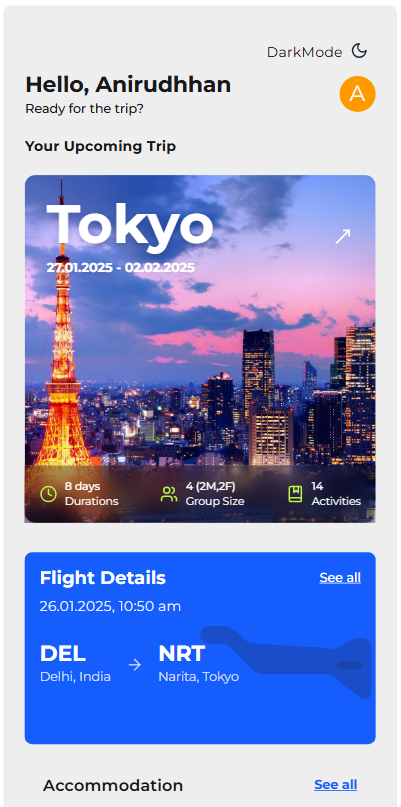 DarkMode
Hello, Anirudhhan
A
Ready for the trip?
Your Upcoming Trip
Tokyo
27.01.2025 - 02.02.2025
8 days
Durations
4 (2M,2F)
Group Size
14
Activities
Flight Details
See all
26.01.2025, 10:50 am
DEL
Delhi, India
NRT
Narita, Tokyo
Accommodation
See all